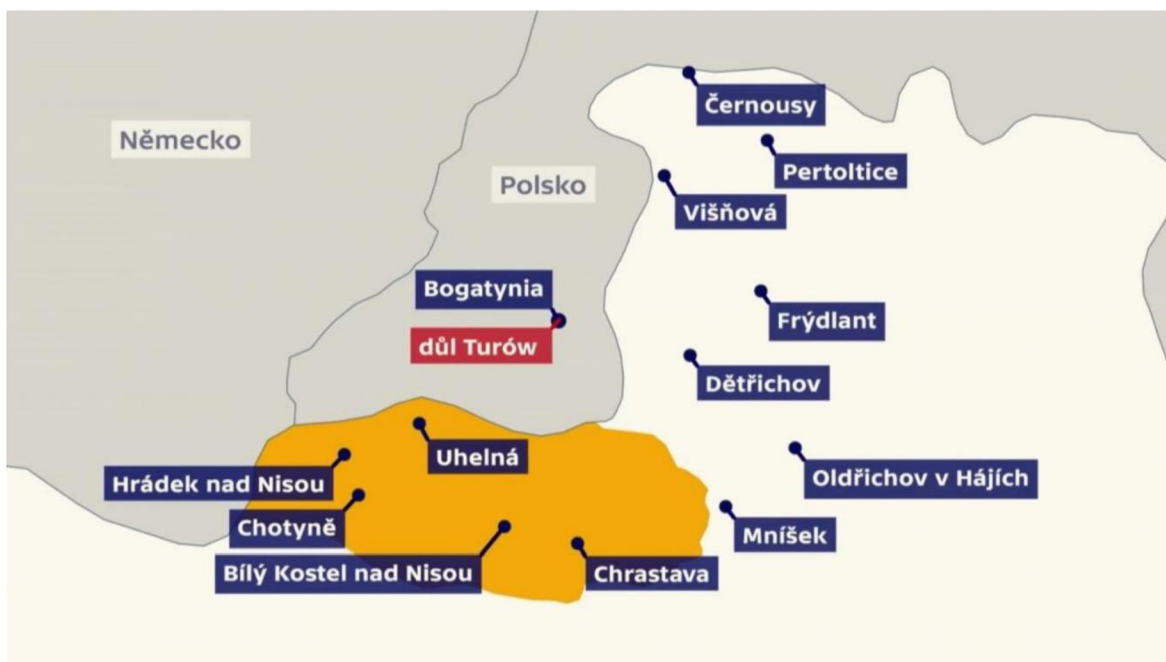 Černousy
Německo
Pertoltice
Polsko
Višňová
Bogatynia
důl Turów
Frýdlant
Dětřichov
Uhelná
Hrádek nad Nisou
Oldřichov v Hájích
Chotyně
Mníšek
Bílý Kostel nad Nisou
Chrastava